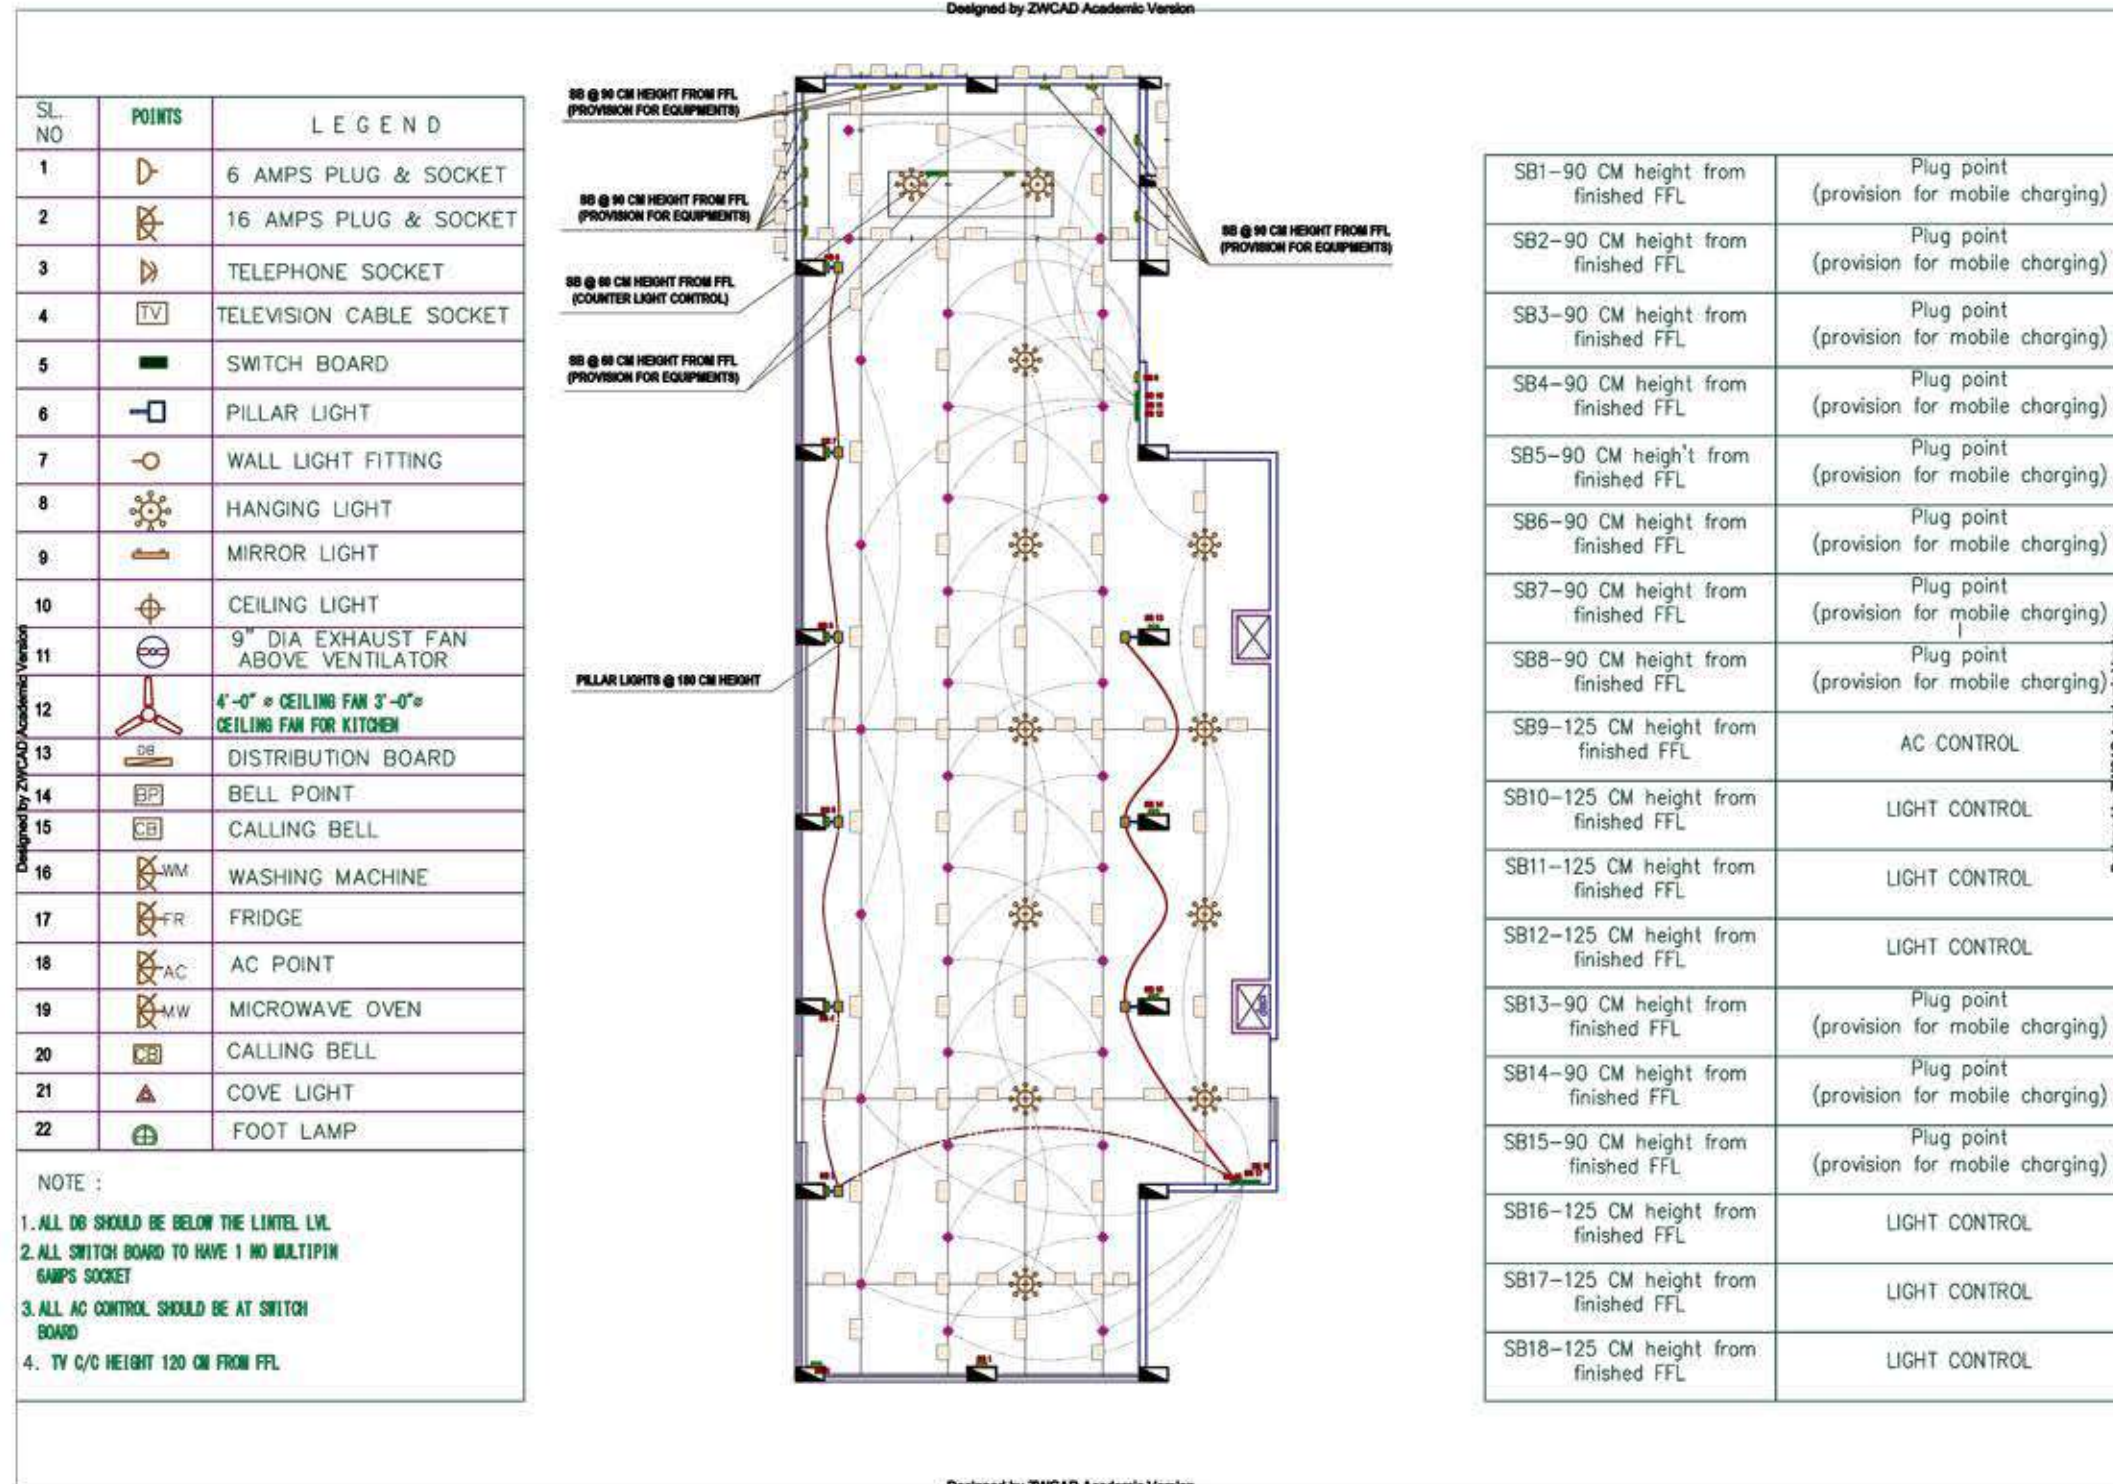 Designed by ZWCAD Academic Version
SL. NO POINTS LEGEND
1 6 AMPS PLUG & SOCKET
2 16 AMPS PLUG & SOCKET
3 TELEPHONE SOCKET
4 TV TELEVISION CABLE SOCKET
5 SWITCH BOARD
6 PILLAR LIGHT
7 WALL LIGHT FITTING
8 HANGING LIGHT
9 MIRROR LIGHT
10 CEILING LIGHT
11 9" DIA EXHAUST FAN
ABOVE VENTILATOR
12 4'-0" ⌀ CEILING FAN 3'-0"⌀
CEILING FAN FOR KITCHEN
13 DB DISTRIBUTION BOARD
14 BP BELL POINT
15 CB CALLING BELL
16 WM WASHING MACHINE
17 FR FRIDGE
18 AC AC POINT
19 MW MICROWAVE OVEN
20 CB CALLING BELL
21 COVE LIGHT
22 FOOT LAMP
NOTE :
1. ALL DB SHOULD BE BELOW THE LINTEL LVL
2. ALL SWITCH BOARD TO HAVE 1 NO MULTIPIN
6AMPS SOCKET
3. ALL AC CONTROL SHOULD BE AT SWITCH
BOARD
4. TV C/C HEIGHT 120 CM FROM FFL
Designed by ZWCAD Academic Version
SB @ 90 CM HEIGHT FROM FFL
(PROVISION FOR EQUIPMENTS)
SB @ 90 CM HEIGHT FROM FFL
(PROVISION FOR EQUIPMENTS)
SB @ 60 CM HEIGHT FROM FFL
(COUNTER LIGHT CONTROL)
SB @ 60 CM HEIGHT FROM FFL
(PROVISION FOR EQUIPMENTS)
PILLAR LIGHTS @ 180 CM HEIGHT
SB @ 90 CM HEIGHT FROM FFL
(PROVISION FOR EQUIPMENTS)
SB1-90 CM height from
finished FFL
Plug point
(provision for mobile charging)
SB2-90 CM height from
finished FFL
Plug point
(provision for mobile charging)
SB3-90 CM height from
finished FFL
Plug point
(provision for mobile charging)
SB4-90 CM height from
finished FFL
Plug point
(provision for mobile charging)
SB5-90 CM heigh't from
finished FFL
Plug point
(provision for mobile charging)
SB6-90 CM height from
finished FFL
Plug point
(provision for mobile charging)
SB7-90 CM height from
finished FFL
Plug point
(provision for mobile charging)
SB8-90 CM height from
finished FFL
Plug point
(provision for mobile charging)
SB9-125 CM height from
finished FFL
AC CONTROL
SB10-125 CM height from
finished FFL
LIGHT CONTROL
SB11-125 CM height from
finished FFL
LIGHT CONTROL
SB12-125 CM height from
finished FFL
LIGHT CONTROL
SB13-90 CM height from
finished FFL
Plug point
(provision for mobile charging)
SB14-90 CM height from
finished FFL
Plug point
(provision for mobile charging)
SB15-90 CM height from
finished FFL
Plug point
(provision for mobile charging)
SB16-125 CM height from
finished FFL
LIGHT CONTROL
SB17-125 CM height from
finished FFL
LIGHT CONTROL
SB18-125 CM height from
finished FFL
LIGHT CONTROL